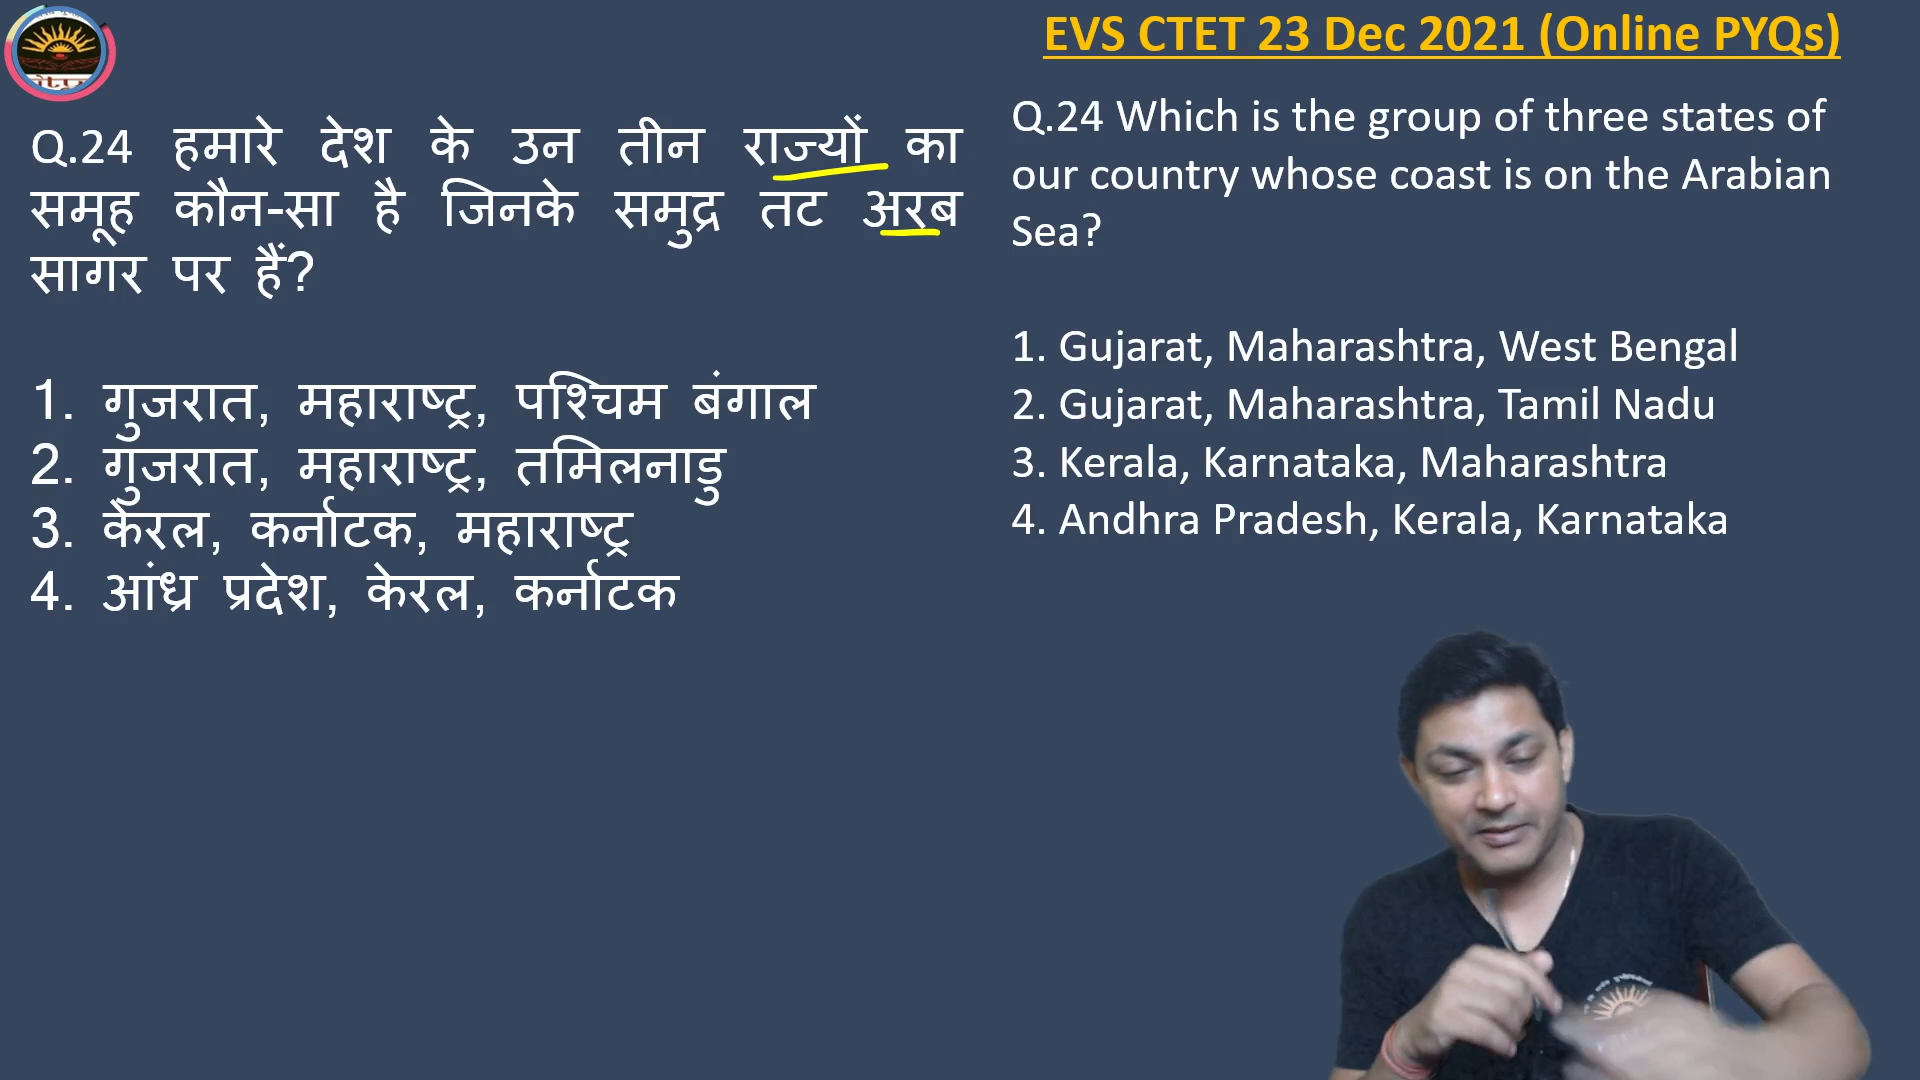 EVS CTET 23 Dec 2021 (Online PYQs)
Q.24 हमारे देश के उन तीन राज्यों का
समूह कौन-सा है जिनके समुद्र तट अरब
सागर पर हैं?
1. गुजरात, महाराष्ट्र, पश्चिम बंगाल
2. गुजरात, महाराष्ट्र, तमिलनाडु
3. केरल, कर्नाटक, महाराष्ट्र
4. आंध्र प्रदेश, केरल, कर्नाटक
Q.24 Which is the group of three states of
our country whose coast is on the Arabian
Sea?
1. Gujarat, Maharashtra, West Bengal
2. Gujarat, Maharashtra, Tamil Nadu
3. Kerala, Karnataka, Maharashtra
4. Andhra Pradesh, Kerala, Karnataka